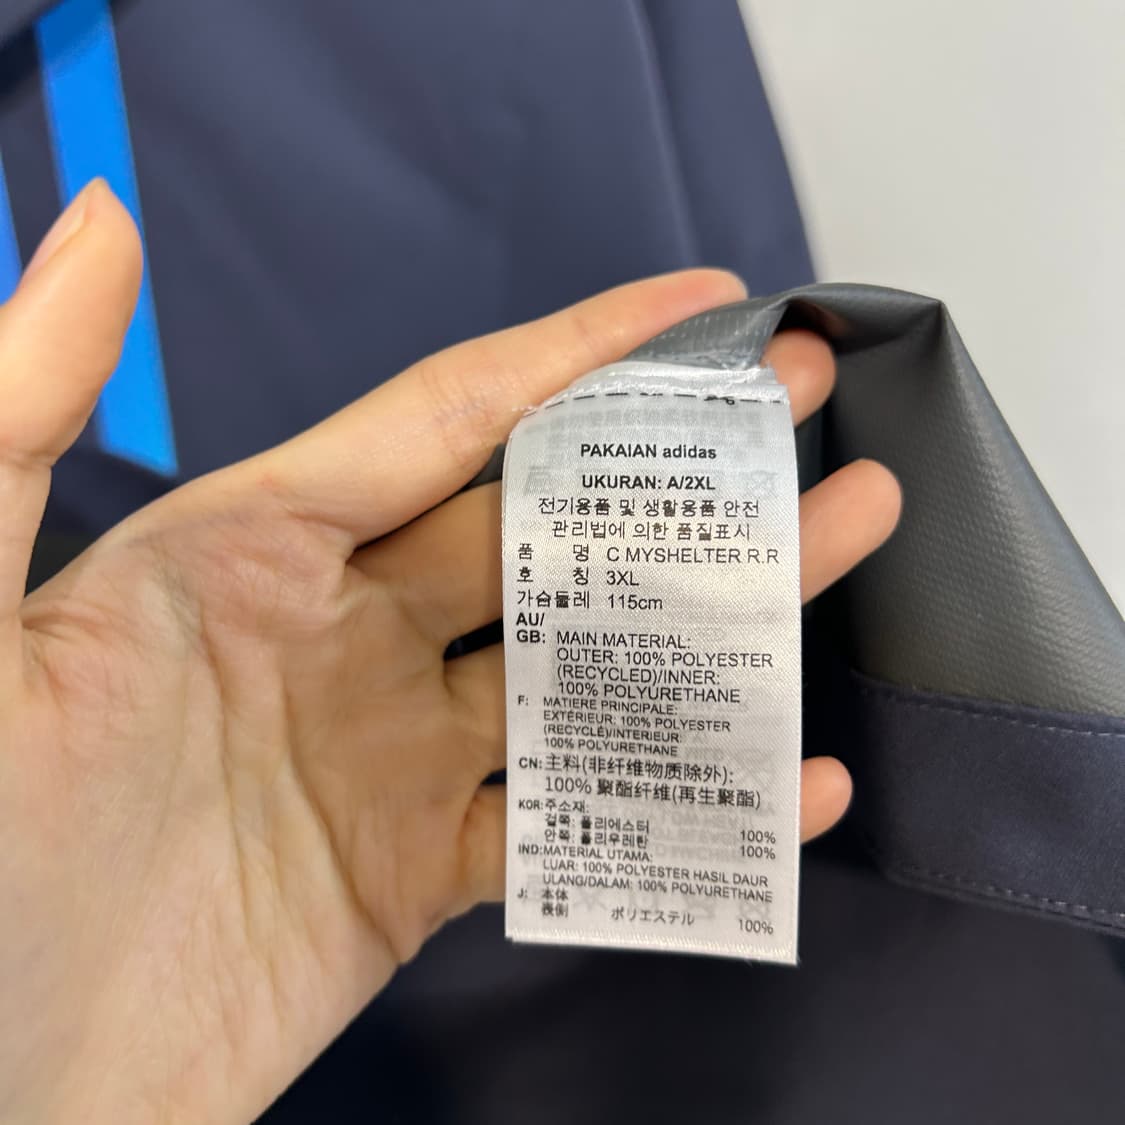 PAKAIAN adidas
UKURAN: A/2XL
전기용품 및 생활용품 안전
관리법에 의한 품질표시
품 명 C MYSHELTER R.R
호 칭 3XL
가슴둘레 115cm
AU/
GB: MAIN MATERIAL:
OUTER: 100% POLYESTER
(RECYCLED)/INNER:
100% POLYURETHANE
F: MATIERE PRINCIPALE:
EXTÉRIEUR: 100% POLYESTER
(RECYCLÉ)/INTERIEUR:
100% POLYURETHANE
CN: 主料(非纤维物质除外):
100% 聚酯纤维(再生聚酯)
KOR: 주소재:
겉쪽: 폴리에스터 100%
안쪽: 폴리우레탄 100%
IND: MATERIAL UTAMA:
LUAR: 100% POLYESTER HASIL DAUR
ULANG/DALAM: 100% POLYURETHANE
J: 本体
表側 ポリエステル 100%